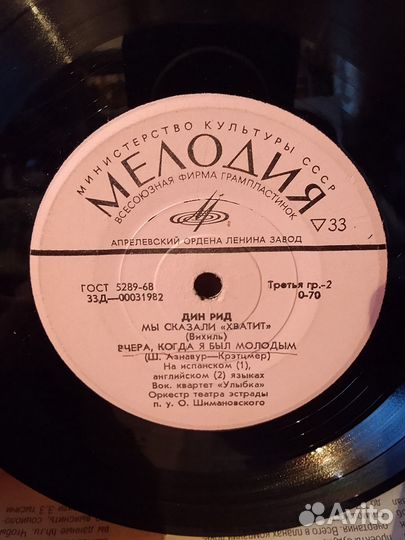 МИНИСТЕРСТВО КУЛЬТУРЫ СССР
МЕЛОДИЯ
ВСЕСОЮЗНАЯ ФИРМА ГРАМПЛАСТИНОК
33
АПРЕЛЕВСКИЙ ОРДЕНА ЛЕНИНА ЗАВОД
ГОСТ 5289-68
33Д—00031982
Третья гр.-2
0-70
ДИН РИД
МЫ СКАЗАЛИ «ХВАТИТ»
(Вихиль)
ВЧЕРА, КОГДА Я БЫЛ МОЛОДЫМ
(Ш. Азнавур—Крэтцмер)
На испанском (1),
английском (2) языках
Вок. квартет «Улыбка»
Оркестр театра эстрады
п. у. О. Шимановского
Avito